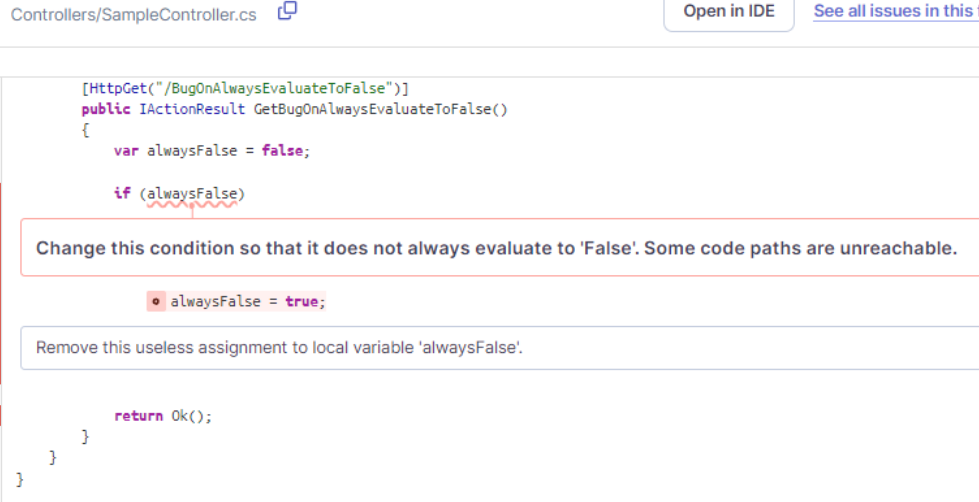 Controllers/SampleController.cs
Open in IDE
See all issues in this
[HttpGet("/BugOnAlwaysEvaluateToFalse")]
public IActionResult GetBugOnAlwaysEvaluateToFalse()
{
var alwaysFalse = false;
if (alwaysFalse)
Change this condition so that it does not always evaluate to 'False'. Some code paths are unreachable.
alwaysFalse = true;
Remove this useless assignment to local variable 'alwaysFalse'.
return Ok();
}
}
}